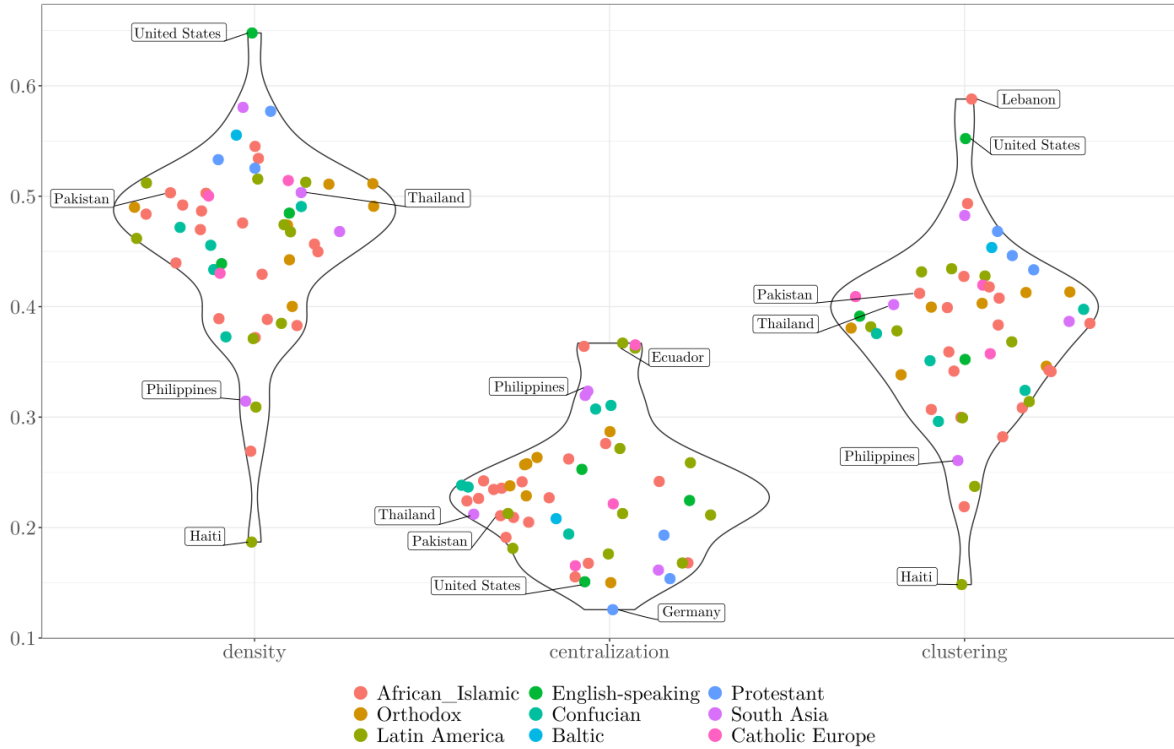 United States
0.6
Lebanon
United States
0.5
Pakistan
Thailand
0.4
Pakistan
Thailand
Ecuador
Philippines
Philippines
0.3
Philippines
0.2
Thailand
Haiti
Pakistan
United States
Haiti
Germany
0.1
density
centralization
clustering
African_Islamic
English-speaking
Protestant
Orthodox
Confucian
South Asia
Latin America
Baltic
Catholic Europe